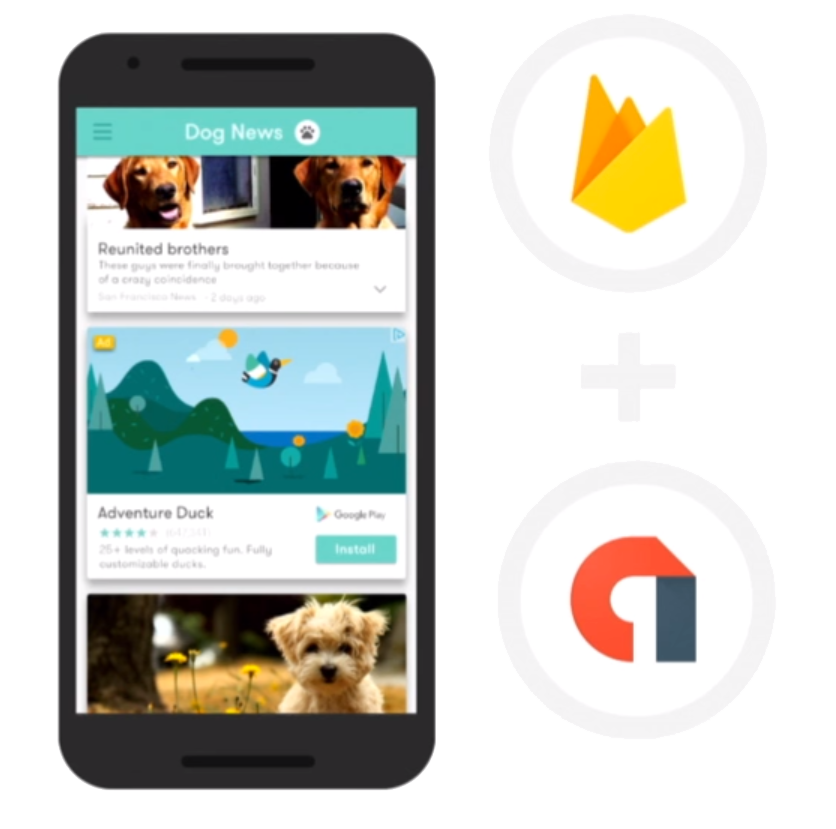 Dog News
Reunited brothers
These guys were finally brought together because
of a crazy coincidence
San Francisco News - 2 days ago
Ad
Adventure Duck
Google Play
25+ levels of quacking fun. Fully
customizable ducks.
Install